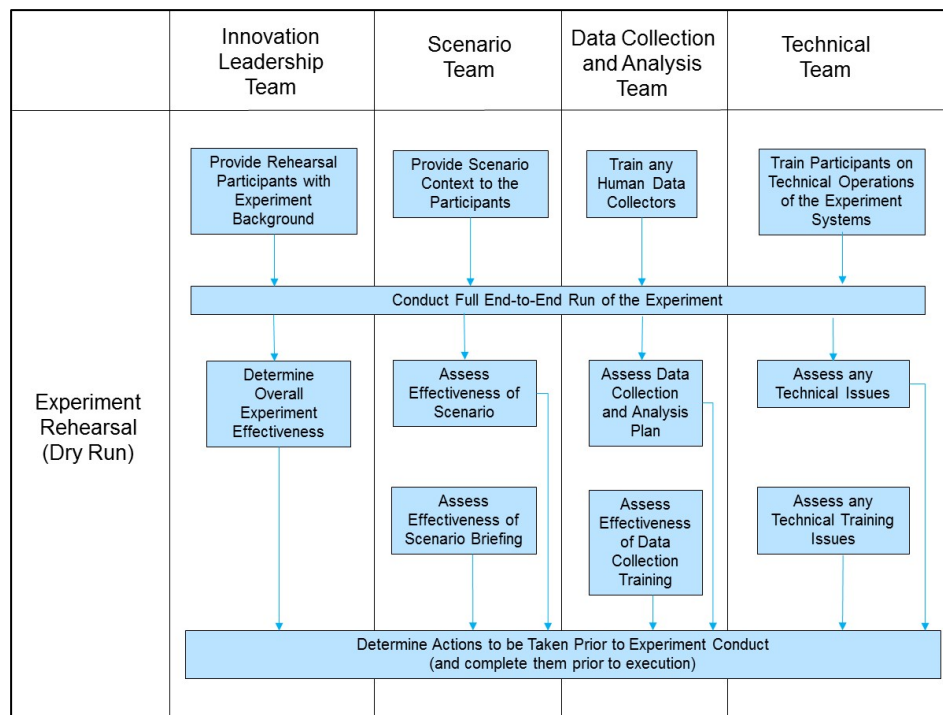 Innovation
Leadership
Team
Scenario
Team
Data Collection
and Analysis
Team
Technical
Team
Experiment
Rehearsal
(Dry Run)
Provide Rehearsal
Participants with
Experiment
Background
Provide Scenario
Context to the
Participants
Train any
Human Data
Collectors
Train Participants on
Technical Operations
of the Experiment
Systems
Conduct Full End-to-End Run of the Experiment
Determine
Overall
Experiment
Effectiveness
Assess
Effectiveness of
Scenario
Assess Data
Collection
and Analysis
Plan
Assess any
Technical Issues
Assess
Effectiveness of
Scenario Briefing
Assess
Effectiveness
of Data
Collection
Training
Assess any
Technical Training
Issues
Determine Actions to be Taken Prior to Experiment Conduct
(and complete them prior to execution)